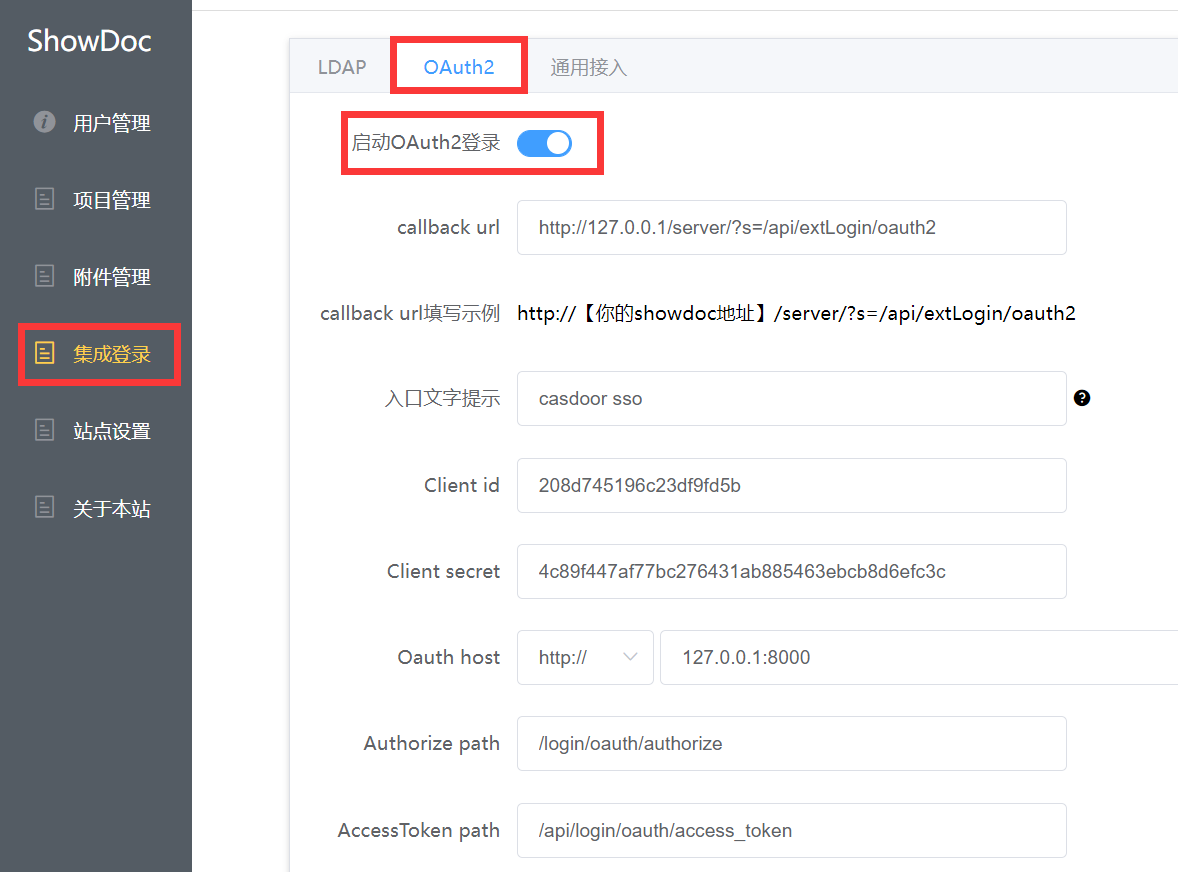 ShowDoc
用户管理
项目管理
附件管理
集成登录
站点设置
关于本站
LDAP OAuth2 通用接入
启动OAuth2登录
callback url http://127.0.0.1/server/?s=/api/extLogin/oauth2
callback url填写示例 http://【你的showdoc地址】/server/?s=/api/extLogin/oauth2
入口文字提示 casdoor sso
Client id 208d745196c23df9fd5b
Client secret 4c89f447af77bc276431ab885463ebcb8d6efc3c
Oauth host http:// 127.0.0.1:8000
Authorize path /login/oauth/authorize
AccessToken path /api/login/oauth/access_token